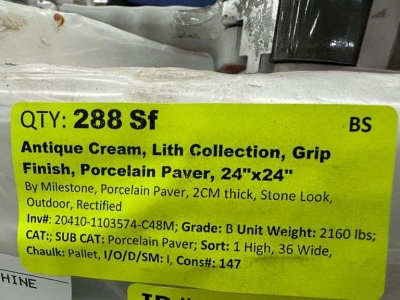 QTY: 288 Sf
BS
Antique Cream, Lith Collection, Grip
Finish, Porcelain Paver, 24"x24"
By Milestone, Porcelain Paver, 2CM thick, Stone Look,
Outdoor, Rectified
Inv#: 20410-1103574-C48M; Grade: B Unit Weight: 2160 lbs;
CAT:; SUB CAT: Porcelain Paver; Sort: 1 High, 36 Wide,
Chaulk: Pallet, I/O/D/SM: I, Cons#: 147
HINE